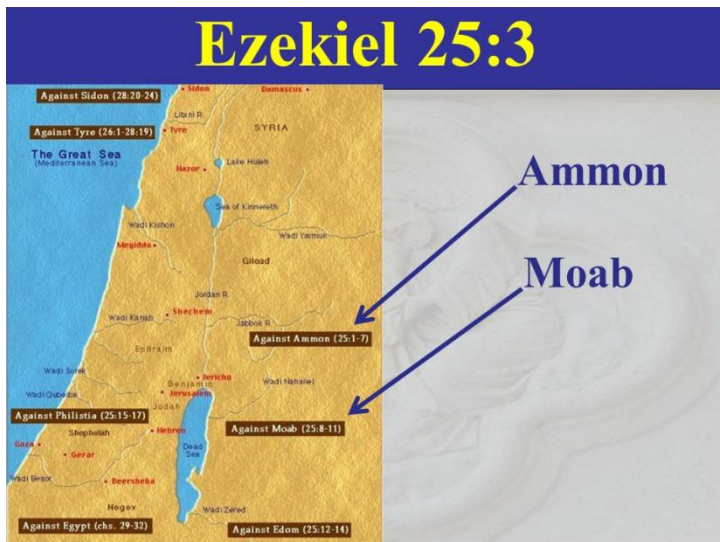 Ezekiel 25:3
Against Sidon (28:20-24)
Sidon
Damascus
Litani R.
Against Tyre (26:1-28:19)
Tyre
SYRIA
The Great Sea
(Mediterranean Sea)
Hazor
Lake Huleh
Ammon
Sea of Kinnereth
Wadi Kishon
Wadi Yarmuk
Megiddo
Gilead
Moab
Jordan R.
Shechem
Wadi Kanah
Jabbok R.
Against Ammon (25:1-7)
Ephraim
Wadi Sorek
Jericho
Benjamin
Wadi Nahaliel
Wadi Qubeiba
Jerusalem
Judah
Against Philistia (25:15-17)
Against Moab (25:8-11)
Shephelah
Hebron
Gaza
Dead
Sea
Gerar
Wadi Besor
Beersheba
Negev
Wadi Zered
Against Egypt (chs. 29-32)
Against Edom (25:12-14)